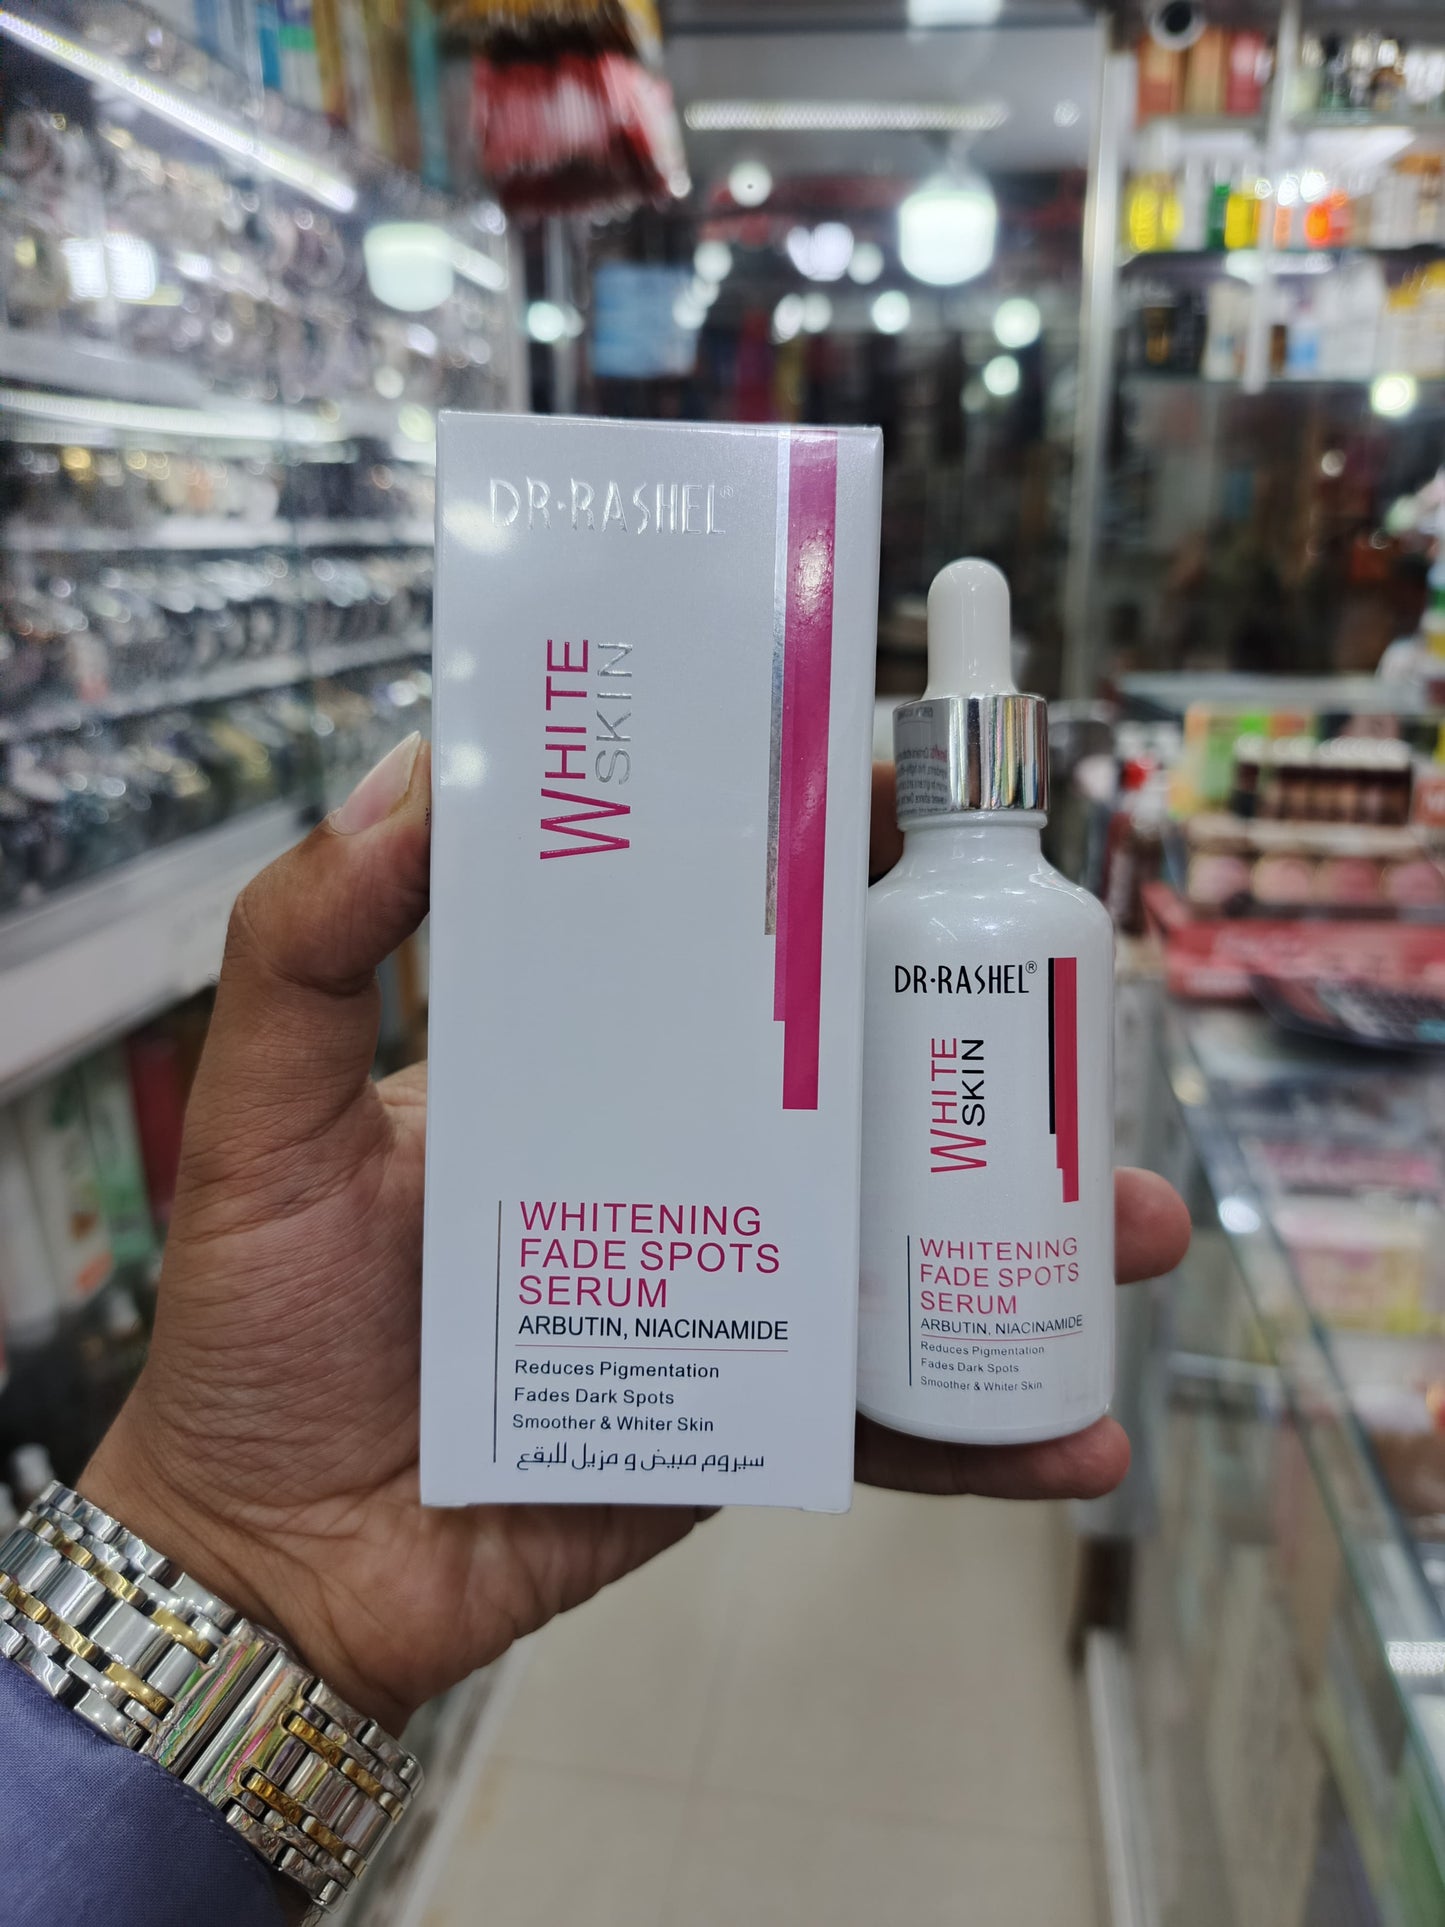 DR·RASHEL®
WHITE
SKIN
WHITENING
FADE SPOTS
SERUM
ARBUTIN, NIACINAMIDE
Reduces Pigmentation
Fades Dark Spots
Smoother & Whiter Skin
سيروم مبيض و مزيل للبقع
DR·RASHEL®
WHITE
SKIN
WHITENING
FADE SPOTS
SERUM
ARBUTIN, NIACINAMIDE
Reduces Pigmentation
Fades Dark Spots
Smoother & Whiter Skin